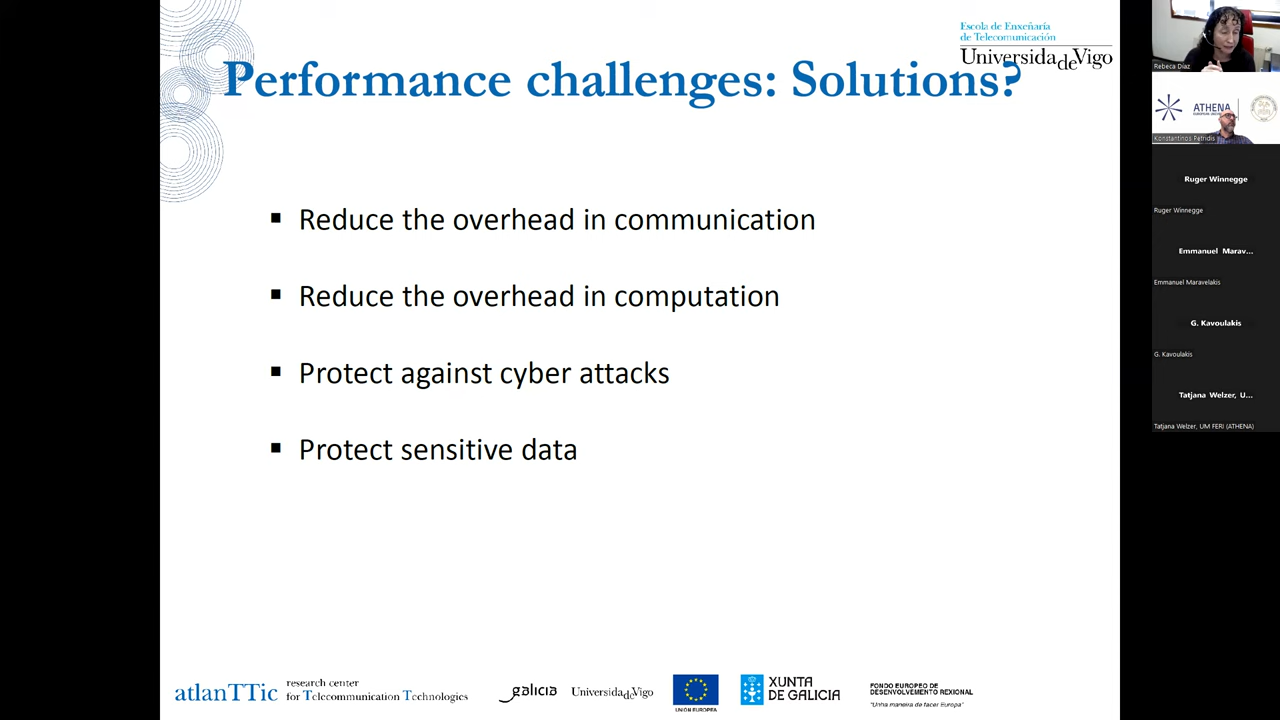 Escola de Enxeñaría
de Telecomunicación
Universidade Vigo
Performance challenges: Solutions?
▪ Reduce the overhead in communication
▪ Reduce the overhead in computation
▪ Protect against cyber attacks
▪ Protect sensitive data
atlanTTic
research center
for Telecommunication Technologies
galicia
Universidade Vigo
UNIÓN EUROPEA
XUNTA
DE GALICIA
FONDO EUROPEO DE
DESENVOLVEMENTO REXIONAL
"Unha maneira de facer Europa"
Rebeca Díaz
ATHENA
Konstantinos Petridis
Ruger Winnegge
Ruger Winnegge
Emmanuel Marav...
Emmanuel Maravelakis
G. Kavoulakis
G. Kavoulakis
Tatjana Welzer, U...
Tatjana Welzer, UM FERI (ATHENA)